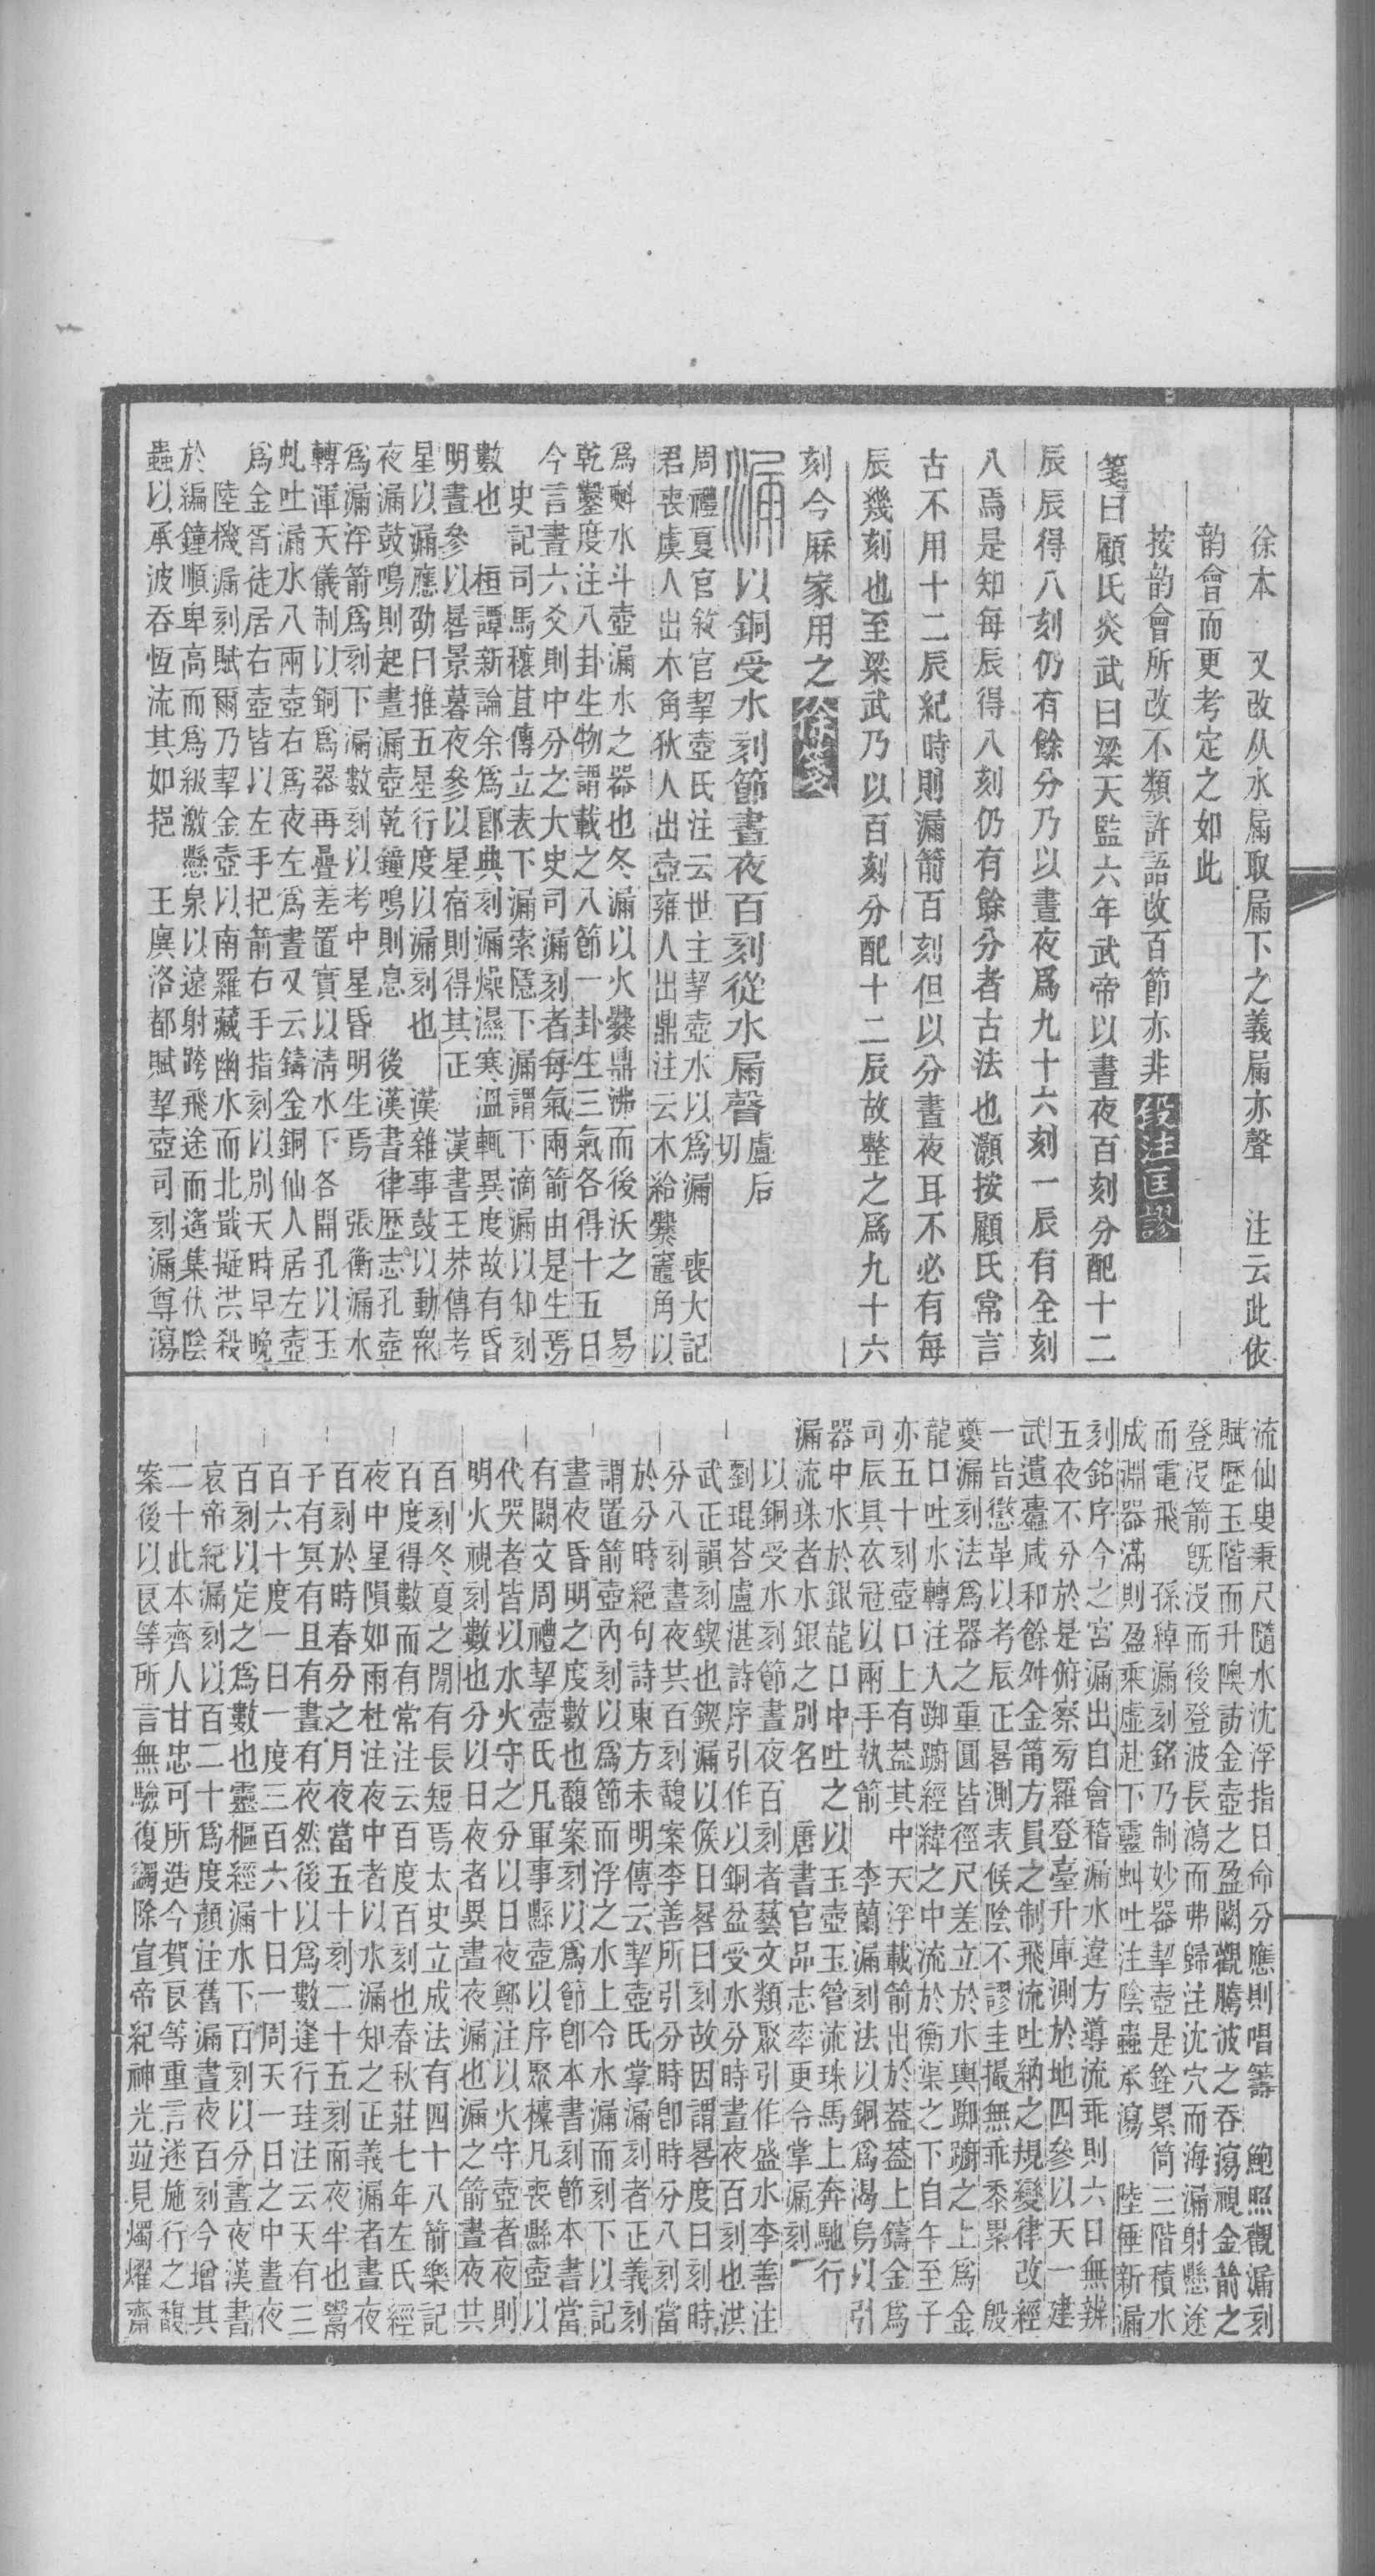 徐本　又改从水扇取扇下之義扇亦聲　注云此依
韵會而更考定之如此
按韵會所改不類許語改百節亦非段注匡謬
箋曰顧氏炎武曰梁天監六年武帝以晝夜百刻分配十二
辰辰得八刻仍有餘分乃以晝夜爲九十六刻一辰有全刻
八焉是知每辰得八刻仍有餘分者古法也灝按顧氏常言
古不用十二辰紀時則漏箭百刻但以分晝夜耳不必有每
辰幾刻也至梁武乃以百刻分配十二辰故整之爲九十六
刻今厤家用之徐箋
漏以銅受水刻節晝夜百刻從水扇聲盧后切
周禮夏官敘官挈壺氏注云世主挈壺水以爲漏　喪大記
君喪虞人出木角狄人出壺雍人出鼎注云木給爨竈角以
爲㪺水斗壺漏水之器也冬漏以火爨鼎沸而後沃之　易
乾鑿度注八卦生物謂載之八節一卦生三氣各得十五日
今言晝六爻則中分之大史司漏刻者每氣兩箭由是生焉
史記司馬穰苴傳立表下漏索隱下漏謂下滴漏以知刻
數也　桓譚新論余爲郎典刻漏燥濕寒溫輒異度故有昏
明晝參以晷景暮夜參以星宿則得其正　漢書王莽傳考
星以漏應劭曰推五星行度以漏刻也　漢雜事鼓以動衆
夜漏鼓鳴則起晝漏壺乾鐘鳴則息　後漢書律歷志孔壺
爲漏浮箭爲刻下漏數刻以考中星昏明生焉　張衡漏水
轉渾天儀制以銅爲器再疊差置實以清水下各開孔以玉
虬吐漏水八兩壺右爲夜左爲晝又云鑄金銅仙人居左壺
爲金胥徒居右壺皆以左手把箭右手指刻以別天時早晚
陸機漏刻賦爾乃挈金壺以南羅藏幽水而北戢擬洪殺
於編鐘順卑高而爲級激懸泉以遠射跨飛途而遙集伏陰
蟲以承波吞恆流其如挹　王廙洛都賦挈壺司刻漏尊瀉
流仙叟秉尺隨水沈浮指日命分應則唱籌　鮑照觀漏刻
賦歷玉階而升隩訪金壺之盈闕觀騰波之吞瀉視金箭之
登沒箭旣沒而後登波長瀉而弗歸注沈穴而海漏射懸途
而電飛　孫綽漏刻銘乃制妙器挈壺是銓累筒三階積水
成淵器滿則盈乘虛赴下靈虯吐注陰蟲承瀉　陸倕新漏
刻銘序今之宮漏出自會稽漏水違方導流乖則六日無辨
五夜不分於是俯察旁羅登臺升庫測於地四參以天一建
武遺蠹咸和餘舛金筩方員之制飛流吐納之規變律改經
一皆懲革以考辰正晷測表候陰不謬圭撮無乖黍累　殷
夔漏刻法爲器之重圓皆徑尺差立於水輿踟躕之上爲金
龍口吐水轉注入踟躕經緯之中流於衡渠之下自午至子
亦五十刻壺口上有蓋其中天浮載箭出於蓋蓋上鑄金爲
司辰具衣冠以兩手執箭　李蘭漏刻法以銅爲渴烏以引
器中水於銀龍口中吐之以玉壺玉管流珠馬上奔馳行
漏流珠者水銀之別名　唐書官品志率更令掌漏刻
以銅受水刻節晝夜百刻者藝文類聚引作盛水李善注
劉琨荅盧湛詩序引作以銅盆受水分時晝夜百刻也洪
武正韻刻鍥也鍥漏以候日晷曰刻故因謂晷度曰刻時
分八刻晝夜共百刻馥案李善所引分時卽時分八刻當
於分時絕句詩東方未明傳云挈壺氏掌漏刻者正義刻
謂置箭壺內刻以爲節而浮之水上令水漏而刻下以記
晝夜昏明之度數也馥案刻以爲節卽本書刻節本書當
有闕文周禮挈壺氏凡軍事縣壺以序聚㰆凡喪縣壺以
代哭者皆以水火守之分以日夜鄭注以火守壺者夜則
明火視刻數也分以日夜者異晝夜漏也漏之箭晝夜共
百刻冬夏之閒有長短焉太史立成法有四十八箭樂記
百度得數而有常注云百度百刻也春秋莊七年左氏經
夜中星隕如雨杜注夜中者以水漏知之正義漏者晝夜
百刻於時春分之月夜當五十刻二十五刻而夜半也鬻
子有冥有旦有晝有夜然後以爲數逢行珪注云天有三
百六十度一日一度三百六十日一周天一日之中晝夜
百刻以定之爲數也靈樞經漏水下百刻以分晝夜漢書
哀帝紀漏刻以百二十爲度顏注舊漏晝夜百刻今增其
二十此本齊人甘忠可所造今賀良等重言遂施行之馥
案後以良等所言無驗復蠲除宣帝紀神光竝見燭燿齋